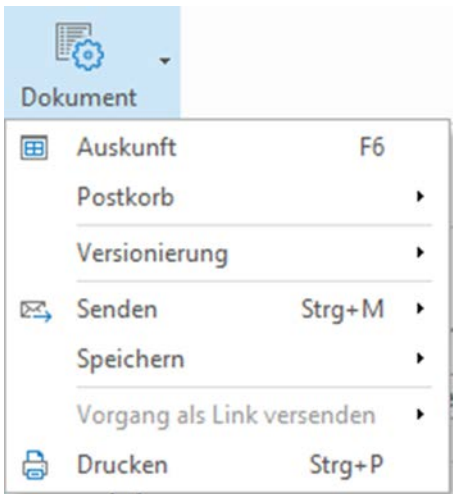 Dokument
Auskunft F6
Postkorb
Versionierung
Senden Strg+M
Speichern
Vorgang als Link versenden
Drucken Strg+P